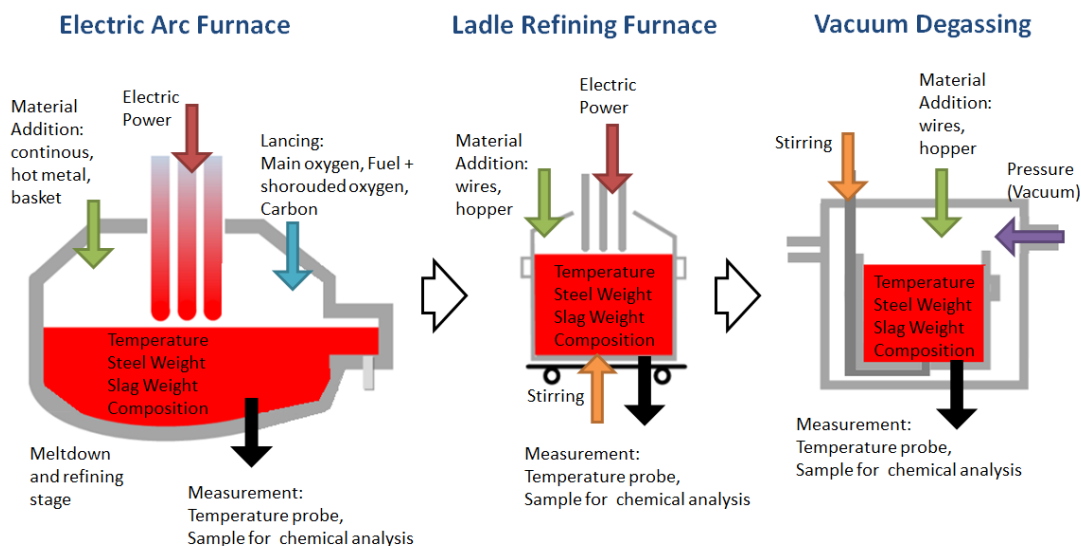 Electric Arc Furnace
Material
Addition:
continous,
hot metal,
basket
Electric
Power
Lancing:
Main oxygen, Fuel +
shorouded oxygen,
Carbon
Temperature
Steel Weight
Slag Weight
Composition
Meltdown
and refining
stage
Measurement:
Temperature probe,
Sample for chemical analysis
Ladle Refining Furnace
Electric
Power
Material
Addition:
wires,
hopper
Temperature
Steel Weight
Slag Weight
Composition
Stirring
Measurement:
Temperature probe,
Sample for chemical analysis
Vacuum Degassing
Material
Addition:
wires,
hopper
Stirring
Pressure
(Vacuum)
Temperature
Steel Weight
Slag Weight
Composition
Measurement:
Temperature probe,
Sample for chemical analysis